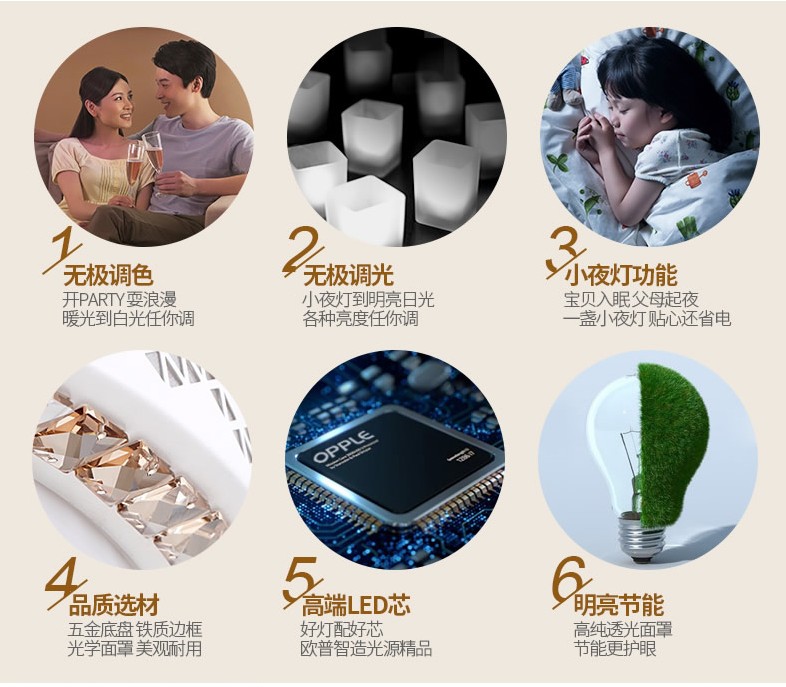 1 无极调色
开PARTY 耍浪漫
暖光到白光任你调
2 无极调光
小夜灯到明亮日光
各种亮度任你调
3 小夜灯功能
宝贝入眠 父母起夜
一盏小夜灯 贴心还省电
4 品质选材
五金底盘 铁质边框
光学面罩 美观耐用
OPPLE
5 高端LED芯
好灯配好芯
欧普智造光源精品
6 明亮节能
高纯透光面罩
节能更护眼